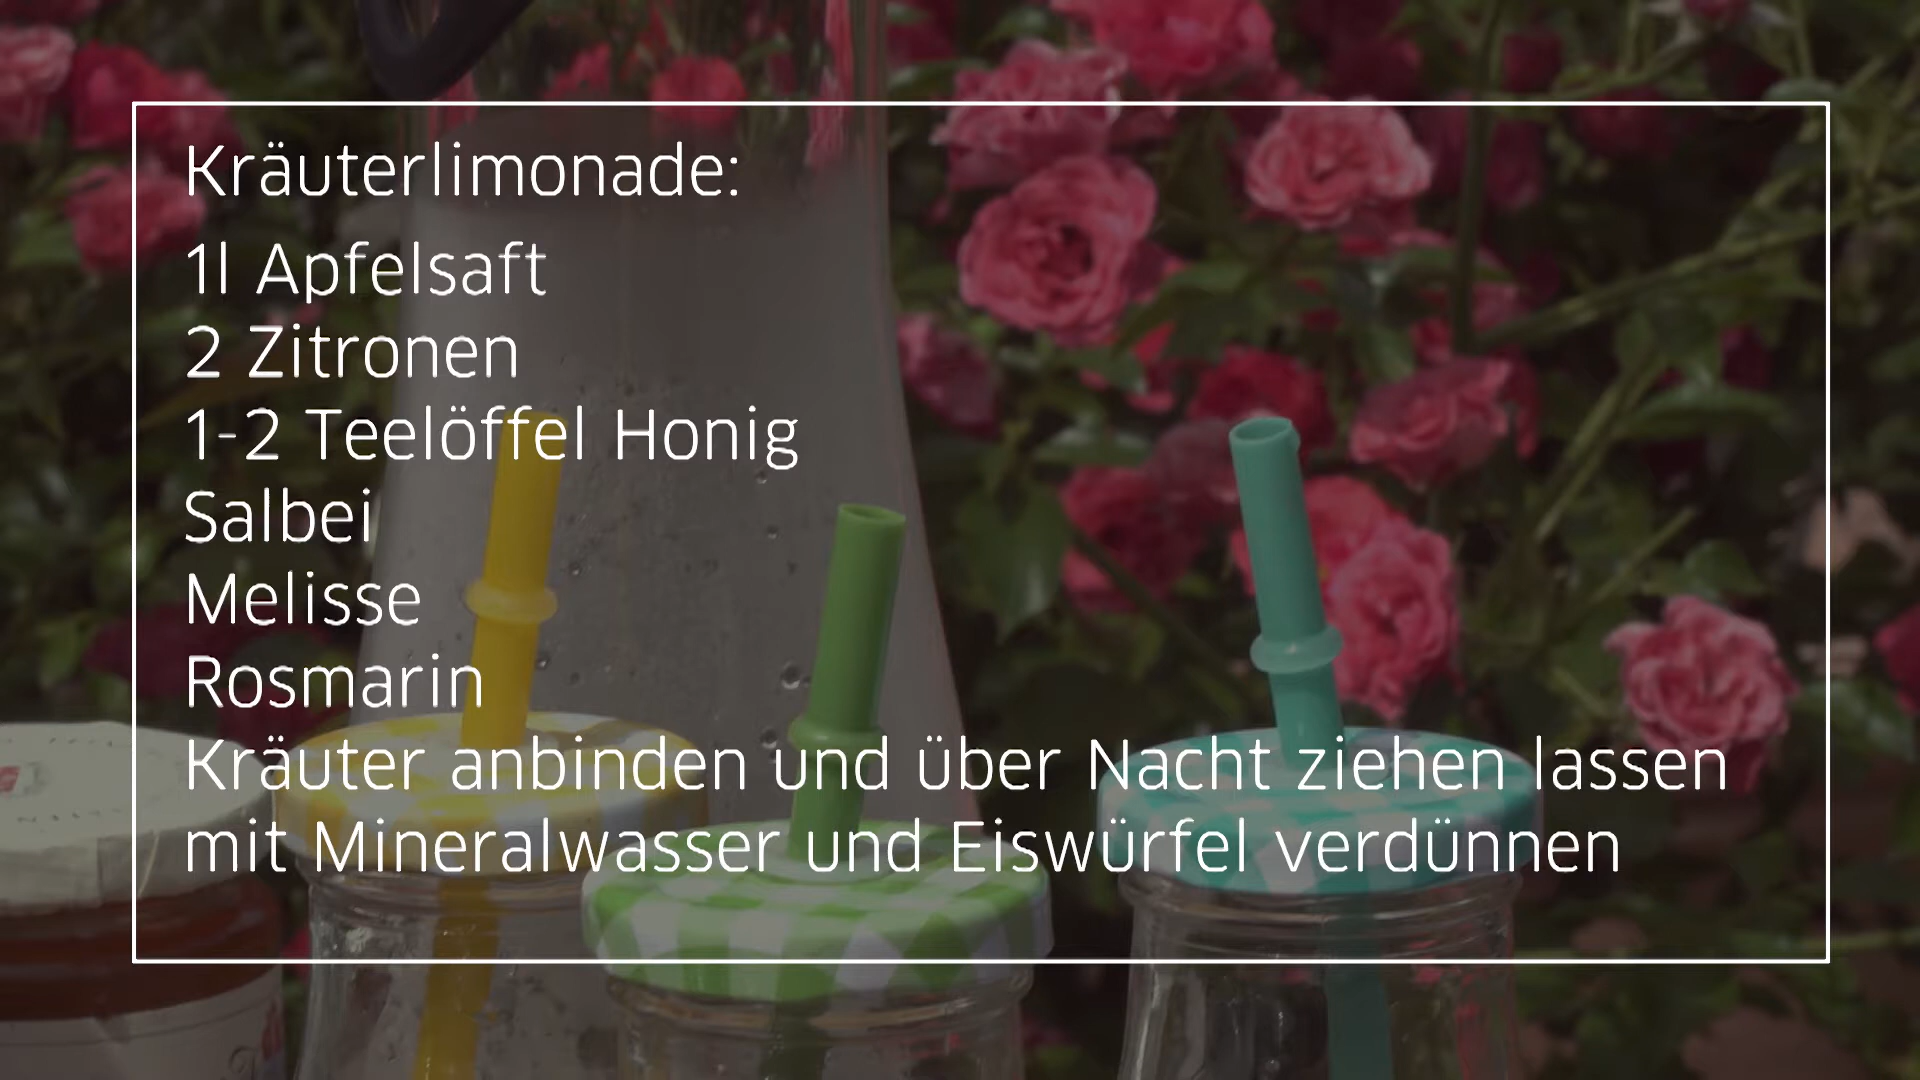 Kräuterlimonade:
1l Apfelsaft
2 Zitronen
1-2 Teelöffel Honig
Salbei
Melisse
Rosmarin
Kräuter anbinden und über Nacht ziehen lassen
mit Mineralwasser und Eiswürfel verdünnen